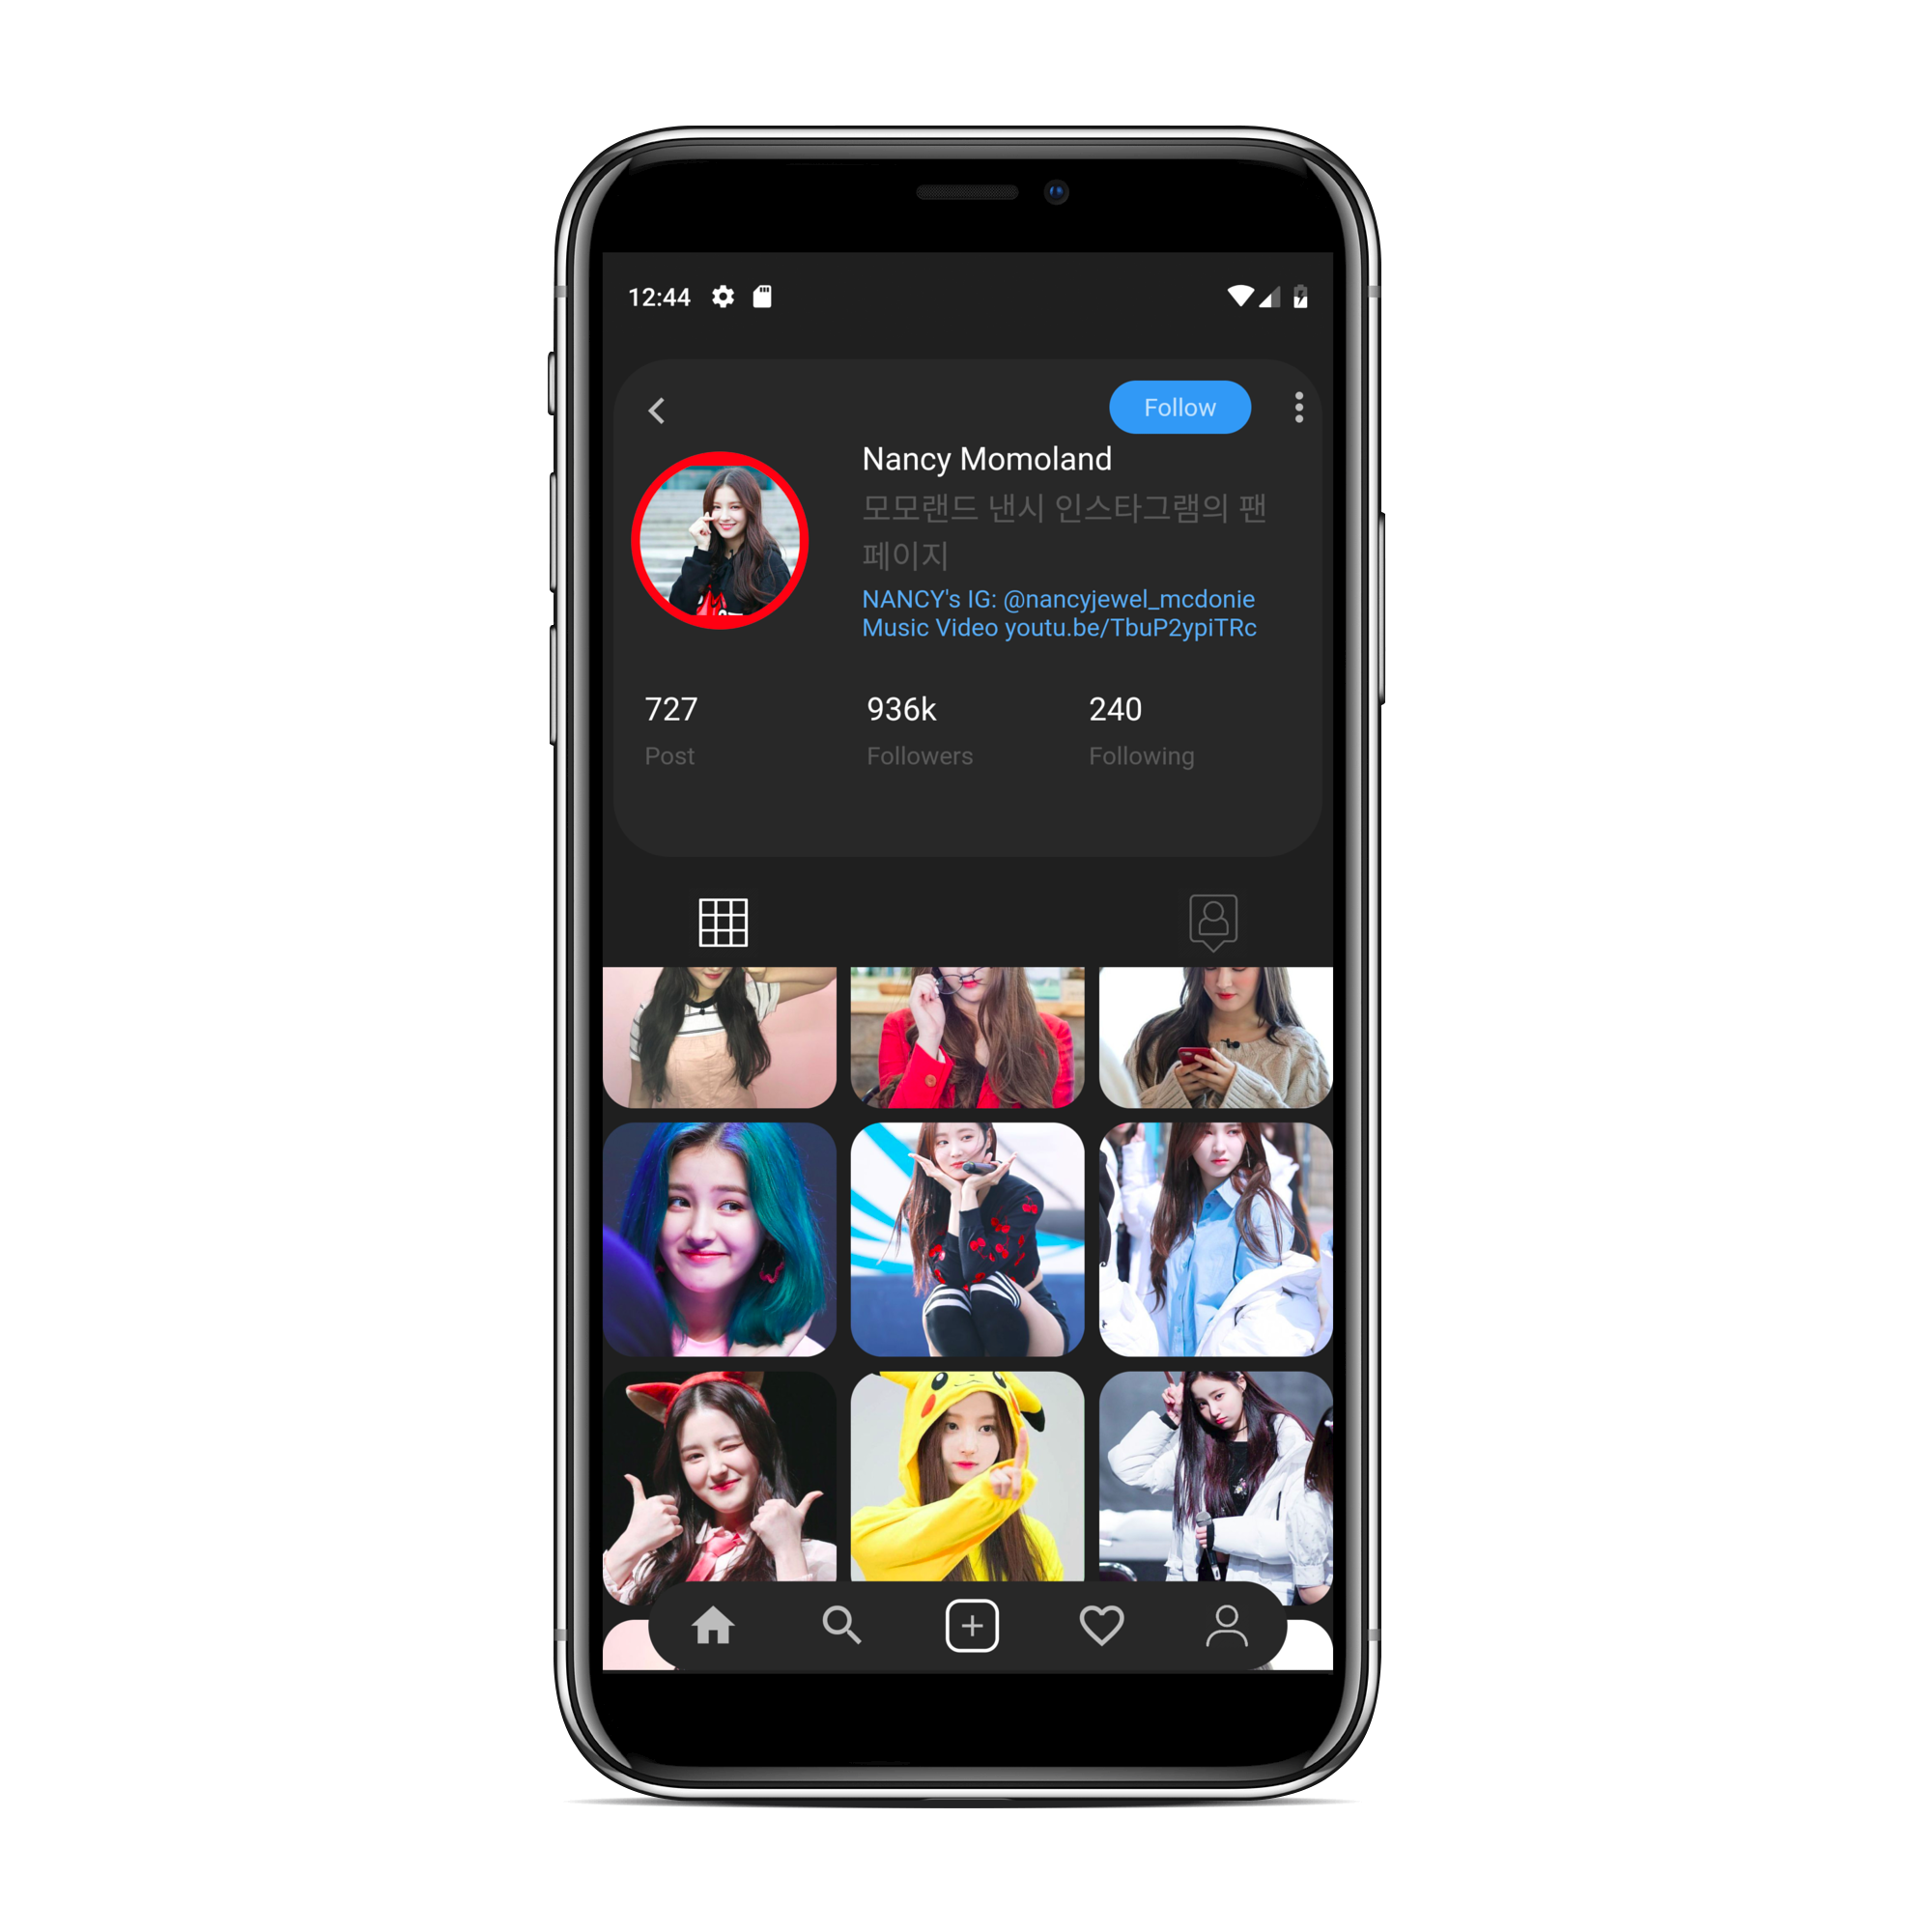 12:44
Follow
Nancy Momoland
모모랜드 낸시 인스타그램의 팬
페이지
NANCY's IG: @nancyjewel_mcdonie
Music Video youtu.be/TbuP2ypiTRc
727 936k 240
Post Followers Following